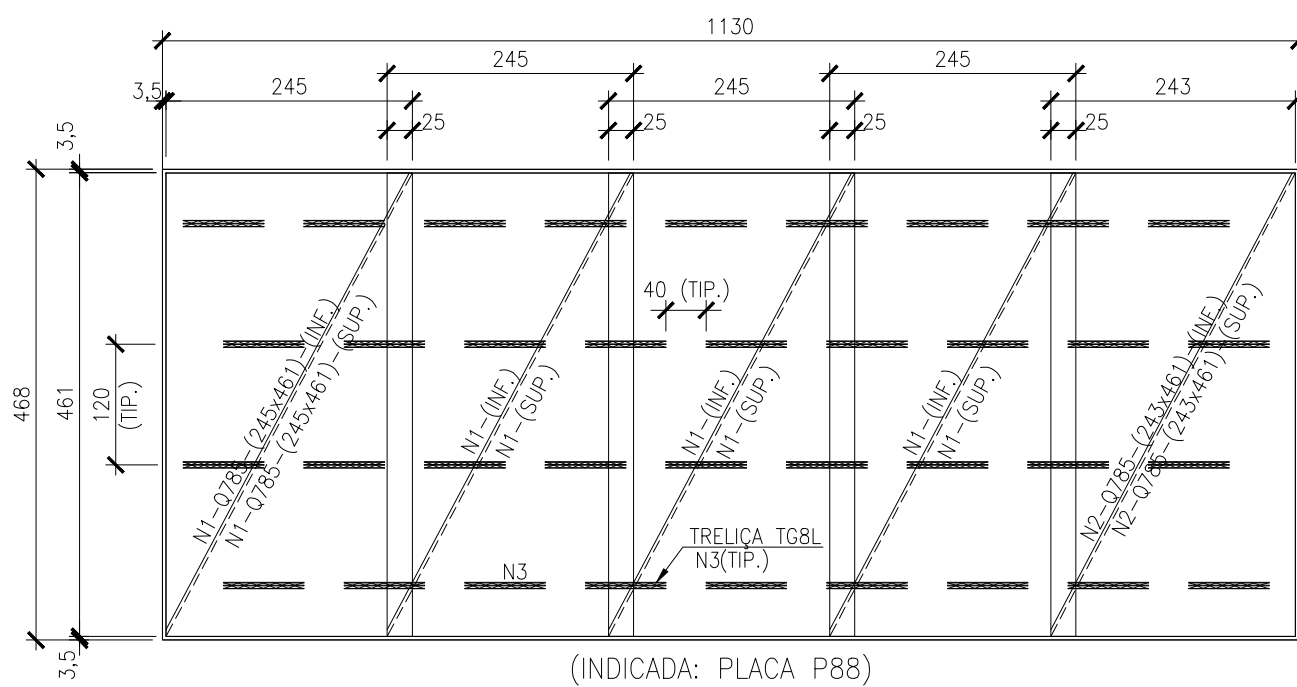 1130
245
245
3,5
245
245
243
25
25
25
25
3,5
40 (TIP.)
468
461
120
(TIP.)
N1-Q785-(245x461)-(INF.)
N1-Q785-(245x461)-(SUP.)
N1-(INF.)
N1-(SUP.)
N1-(INF.)
N1-(SUP.)
N1-(INF.)
N1-(SUP.)
N2-Q785-(243x461)-(INF.)
N2-Q785-(243x461)-(SUP.)
TRELIÇA TG8L
N3(TIP.)
N3
3,5
(INDICADA: PLACA P88)